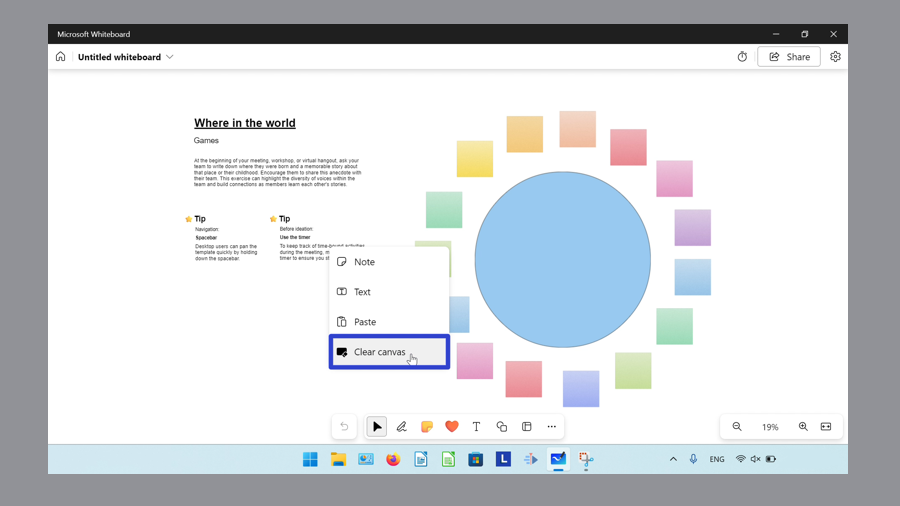 Microsoft Whiteboard
Untitled whiteboard
Share
Where in the world
Games
At the beginning of your meeting, workshop, or virtual hangout, ask your
team to write down where they were born and a memorable story about
that place or their childhood. Encourage them to share this anecdote with
their team. This exercise can highlight the diversity of voices within the
team and build connections as members learn each other's stories.
Tip
Navigation:
Spacebar
Desktop users can pan the
template quickly by holding
down the spacebar.
Tip
Before ideation:
Use the timer
To keep track of time-bound activities
during the meeting,
timer to ensure you
Note
Text
Paste
Clear canvas
T
19%
L
ENG